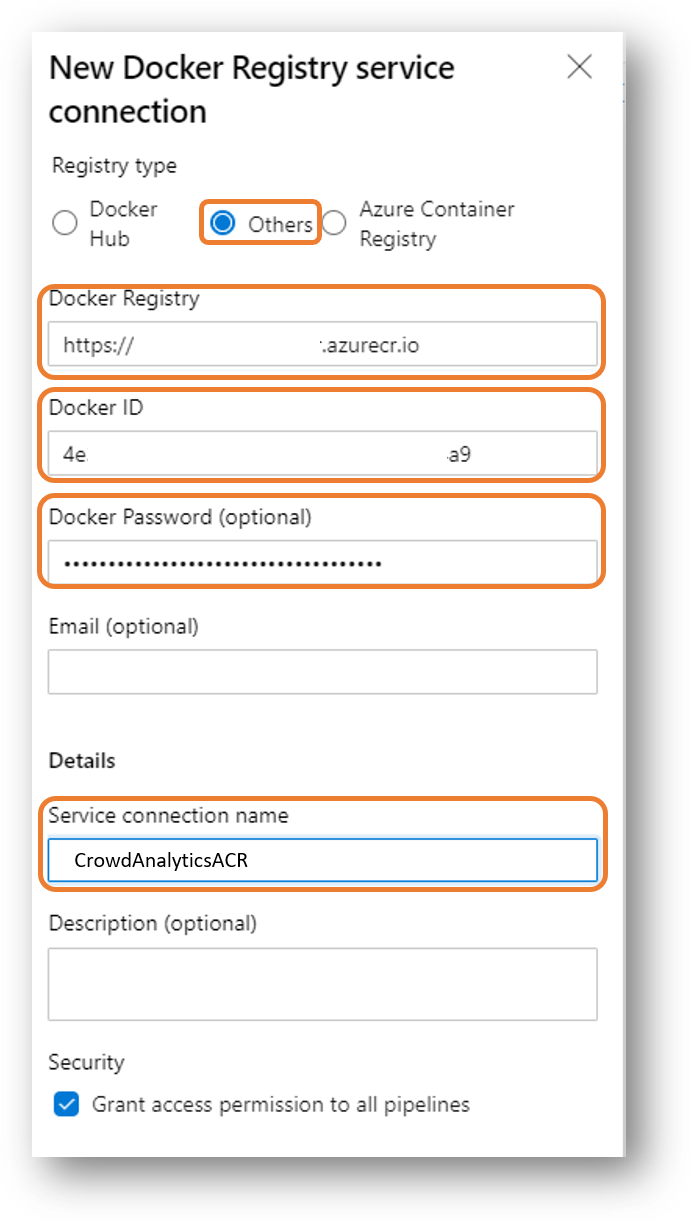 New Docker Registry service
connection
Registry type
Docker
Hub
Others
Azure Container
Registry
Docker Registry
https:// .azurecr.io
Docker ID
4e a9
Docker Password (optional)
••••••••••••••••••••••••••••••••••••
Email (optional)
Details
Service connection name
CrowdAnalyticsACR
Description (optional)
Security
Grant access permission to all pipelines